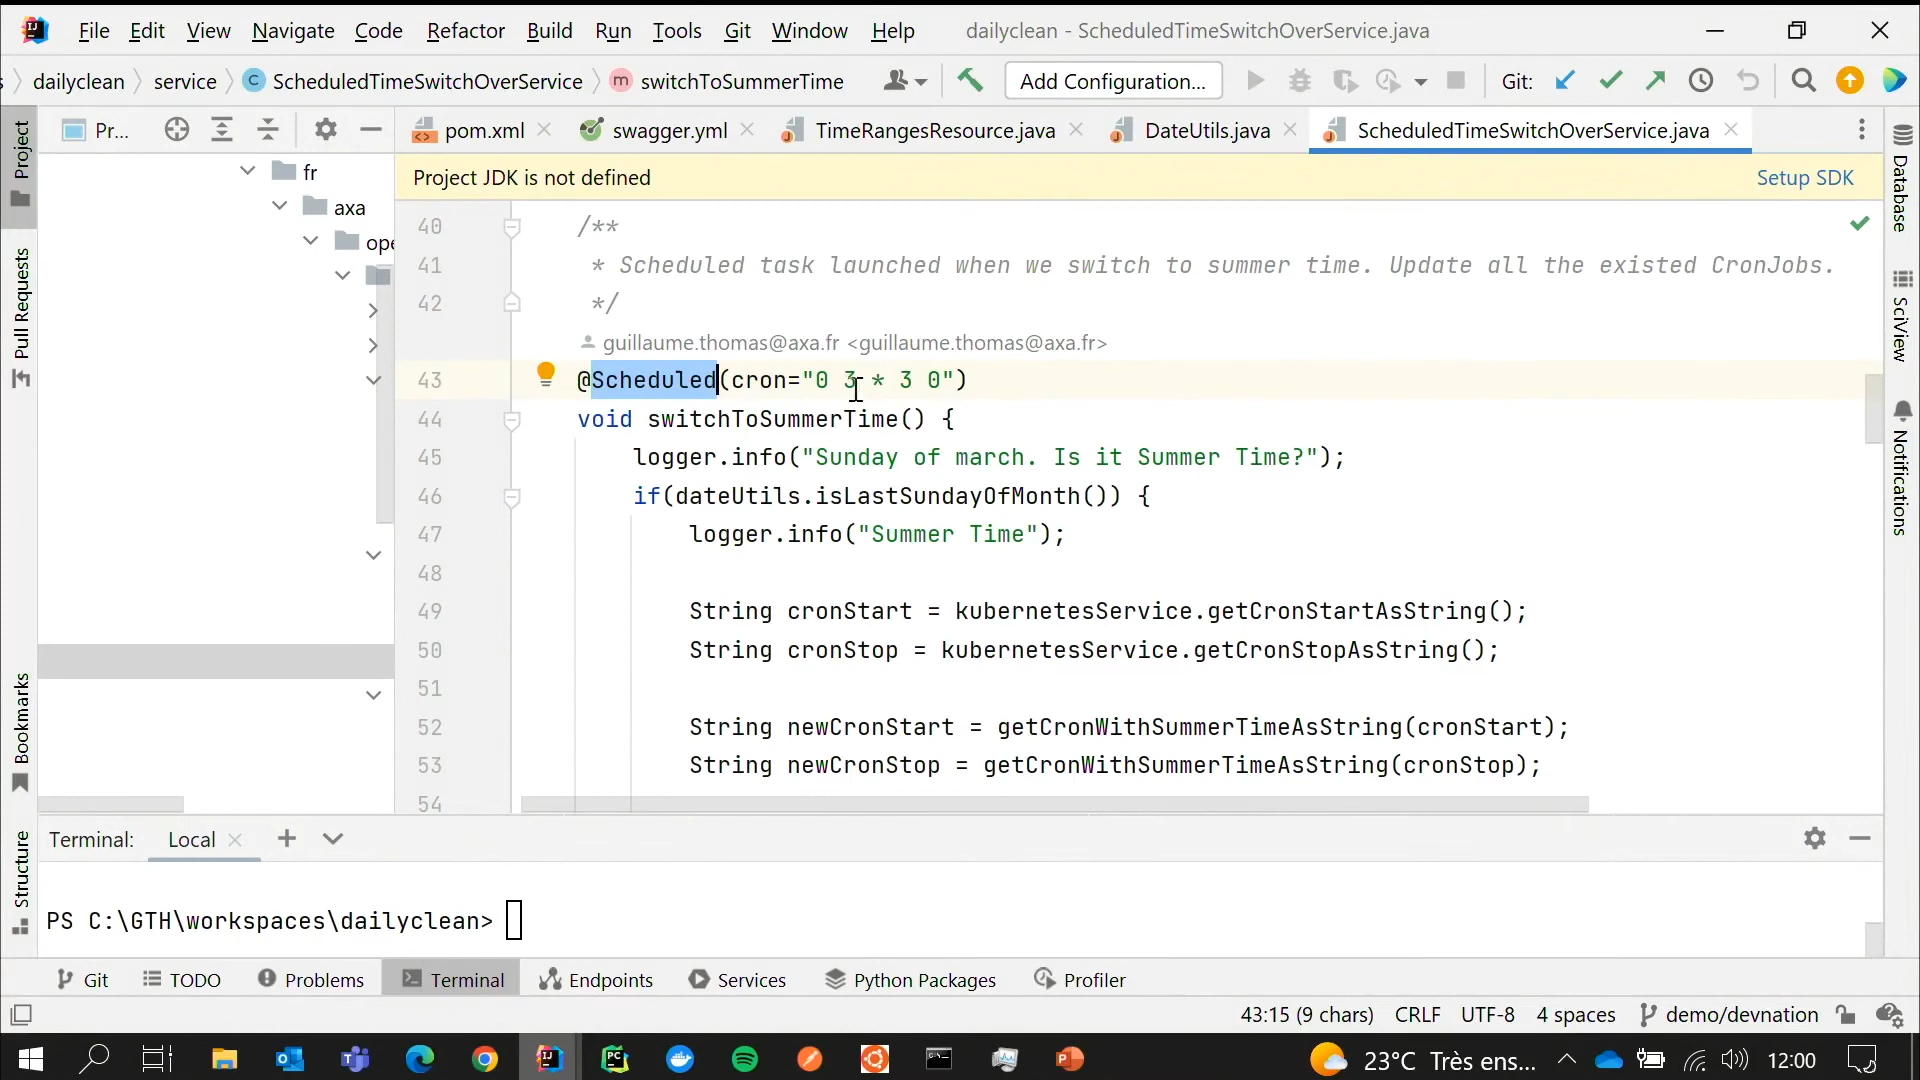 File Edit View Navigate Code Refactor Build Run Tools Git Window Help dailyclean - ScheduledTimeSwitchOverService.java
dailyclean service ScheduledTimeSwitchOverService switchToSummerTime Add Configuration... Git:
Pr... pom.xml swagger.yml TimeRangesResource.java DateUtils.java ScheduledTimeSwitchOverService.java
Project
Pull Requests
Bookmarks
Structure
fr
axa
ope
Project JDK is not defined Setup SDK
40 /**
41 * Scheduled task launched when we switch to summer time. Update all the existed CronJobs.
42 */
guillaume.thomas@axa.fr <guillaume.thomas@axa.fr>
43 @Scheduled(cron="0 3 * 3 0")
44 void switchToSummerTime() {
45 logger.info("Sunday of march. Is it Summer Time?");
46 if(dateUtils.isLastSundayOfMonth()) {
47 logger.info("Summer Time");
48
49 String cronStart = kubernetesService.getCronStartAsString();
50 String cronStop = kubernetesService.getCronStopAsString();
51
52 String newCronStart = getCronWithSummerTimeAsString(cronStart);
53 String newCronStop = getCronWithSummerTimeAsString(cronStop);
54
Database
SciView
Notifications
Terminal: Local
PS C:\GTH\workspaces\dailyclean>
Git TODO Problems Terminal Endpoints Services Python Packages Profiler
43:15 (9 chars) CRLF UTF-8 4 spaces demo/devnation
23°C Très ens... 12:00